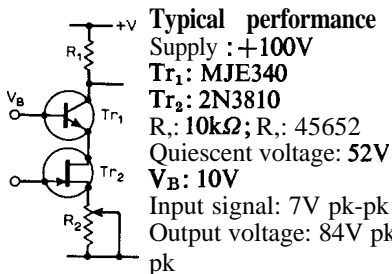 +V
R1
VB
Tr1
Tr2
R2
Typical performance
Supply : +100V
Tr1: MJE340
Tr2: 2N3810
R,: 10kΩ; R,: 45652
Quiescent voltage: 52V
VB: 10V
Input signal: 7V pk-pk
Output voltage: 84V pk
pk